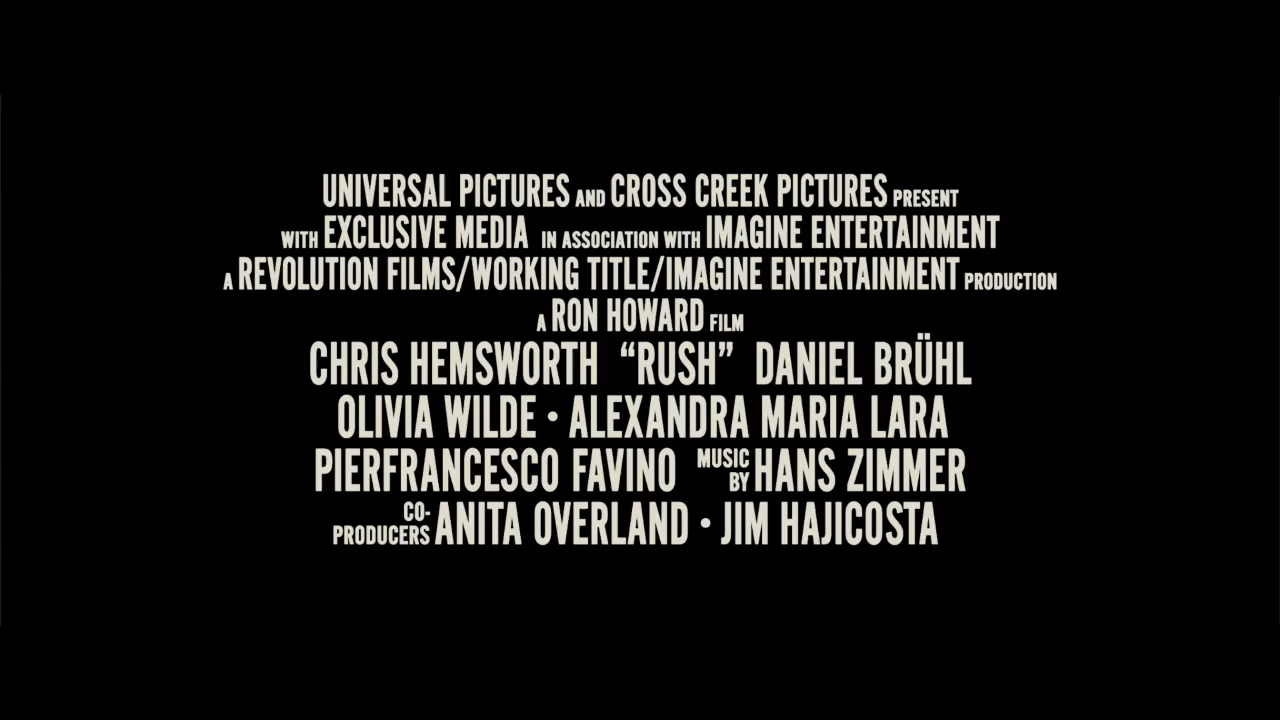 UNIVERSAL PICTURES AND CROSS CREEK PICTURES PRESENT
WITH EXCLUSIVE MEDIA IN ASSOCIATION WITH IMAGINE ENTERTAINMENT
A REVOLUTION FILMS/WORKING TITLE/IMAGINE ENTERTAINMENT PRODUCTION
A RON HOWARD FILM
CHRIS HEMSWORTH “RUSH” DANIEL BRÜHL
OLIVIA WILDE • ALEXANDRA MARIA LARA
PIERFRANCESCO FAVINO MUSIC BY HANS ZIMMER
CO-PRODUCERS ANITA OVERLAND • JIM HAJICOSTA